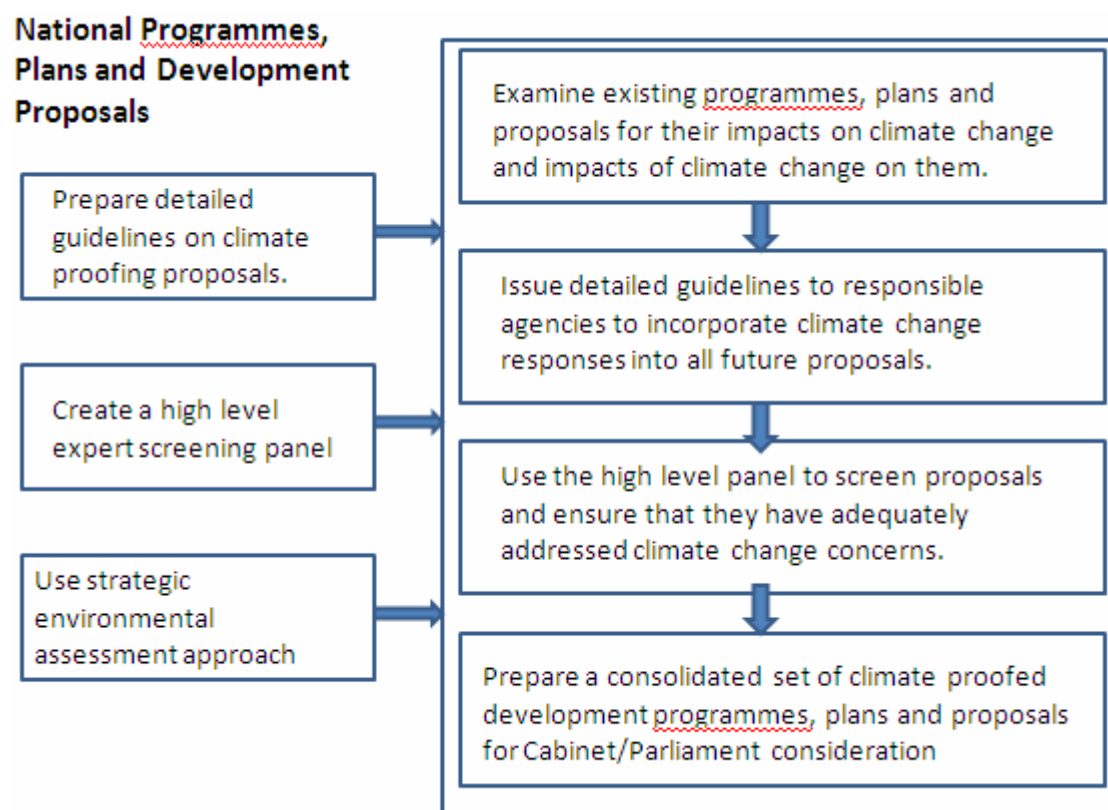 National Programmes,
Plans and Development
Proposals
Prepare detailed
guidelines on climate
proofing proposals.
Create a high level
expert screening panel
Use strategic
environmental
assessment approach
Examine existing programmes, plans and
proposals for their impacts on climate change
and impacts of climate change on them.
Issue detailed guidelines to responsible
agencies to incorporate climate change
responses into all future proposals.
Use the high level panel to screen proposals
and ensure that they have adequately
addressed climate change concerns.
Prepare a consolidated set of climate proofed
development programmes, plans and proposals
for Cabinet/Parliament consideration